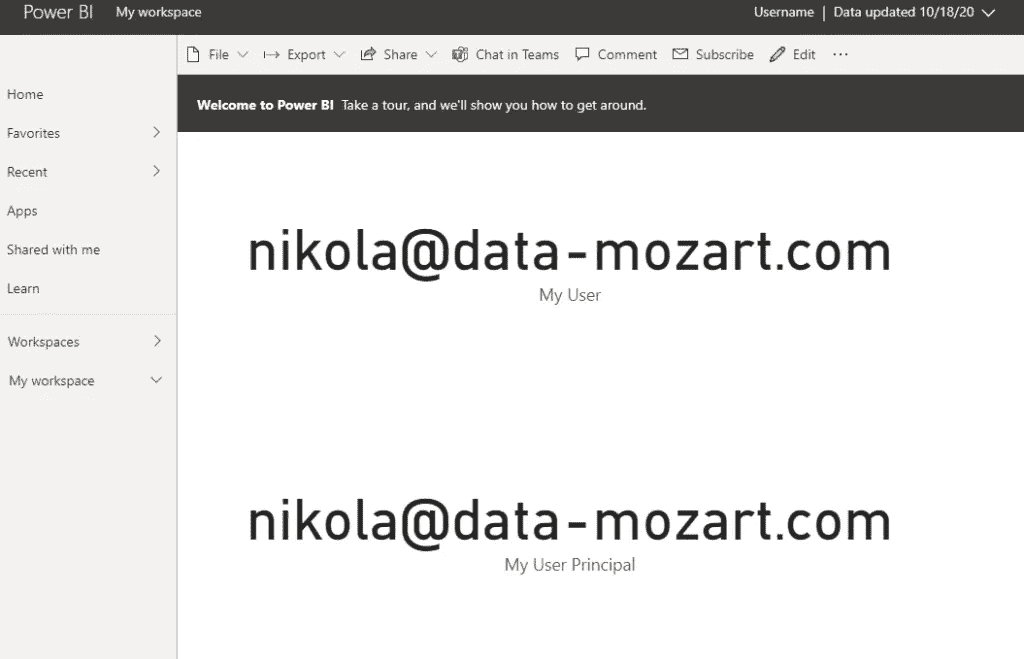 Power BI My workspace Username | Data updated 10/18/20
File Export Share Chat in Teams Comment Subscribe Edit ...
Welcome to Power BI Take a tour, and we'll show you how to get around.
Home
Favorites
Recent
Apps
Shared with me
Learn
Workspaces
My workspace
nikola@data-mozart.com
My User
nikola@data-mozart.com
My User Principal